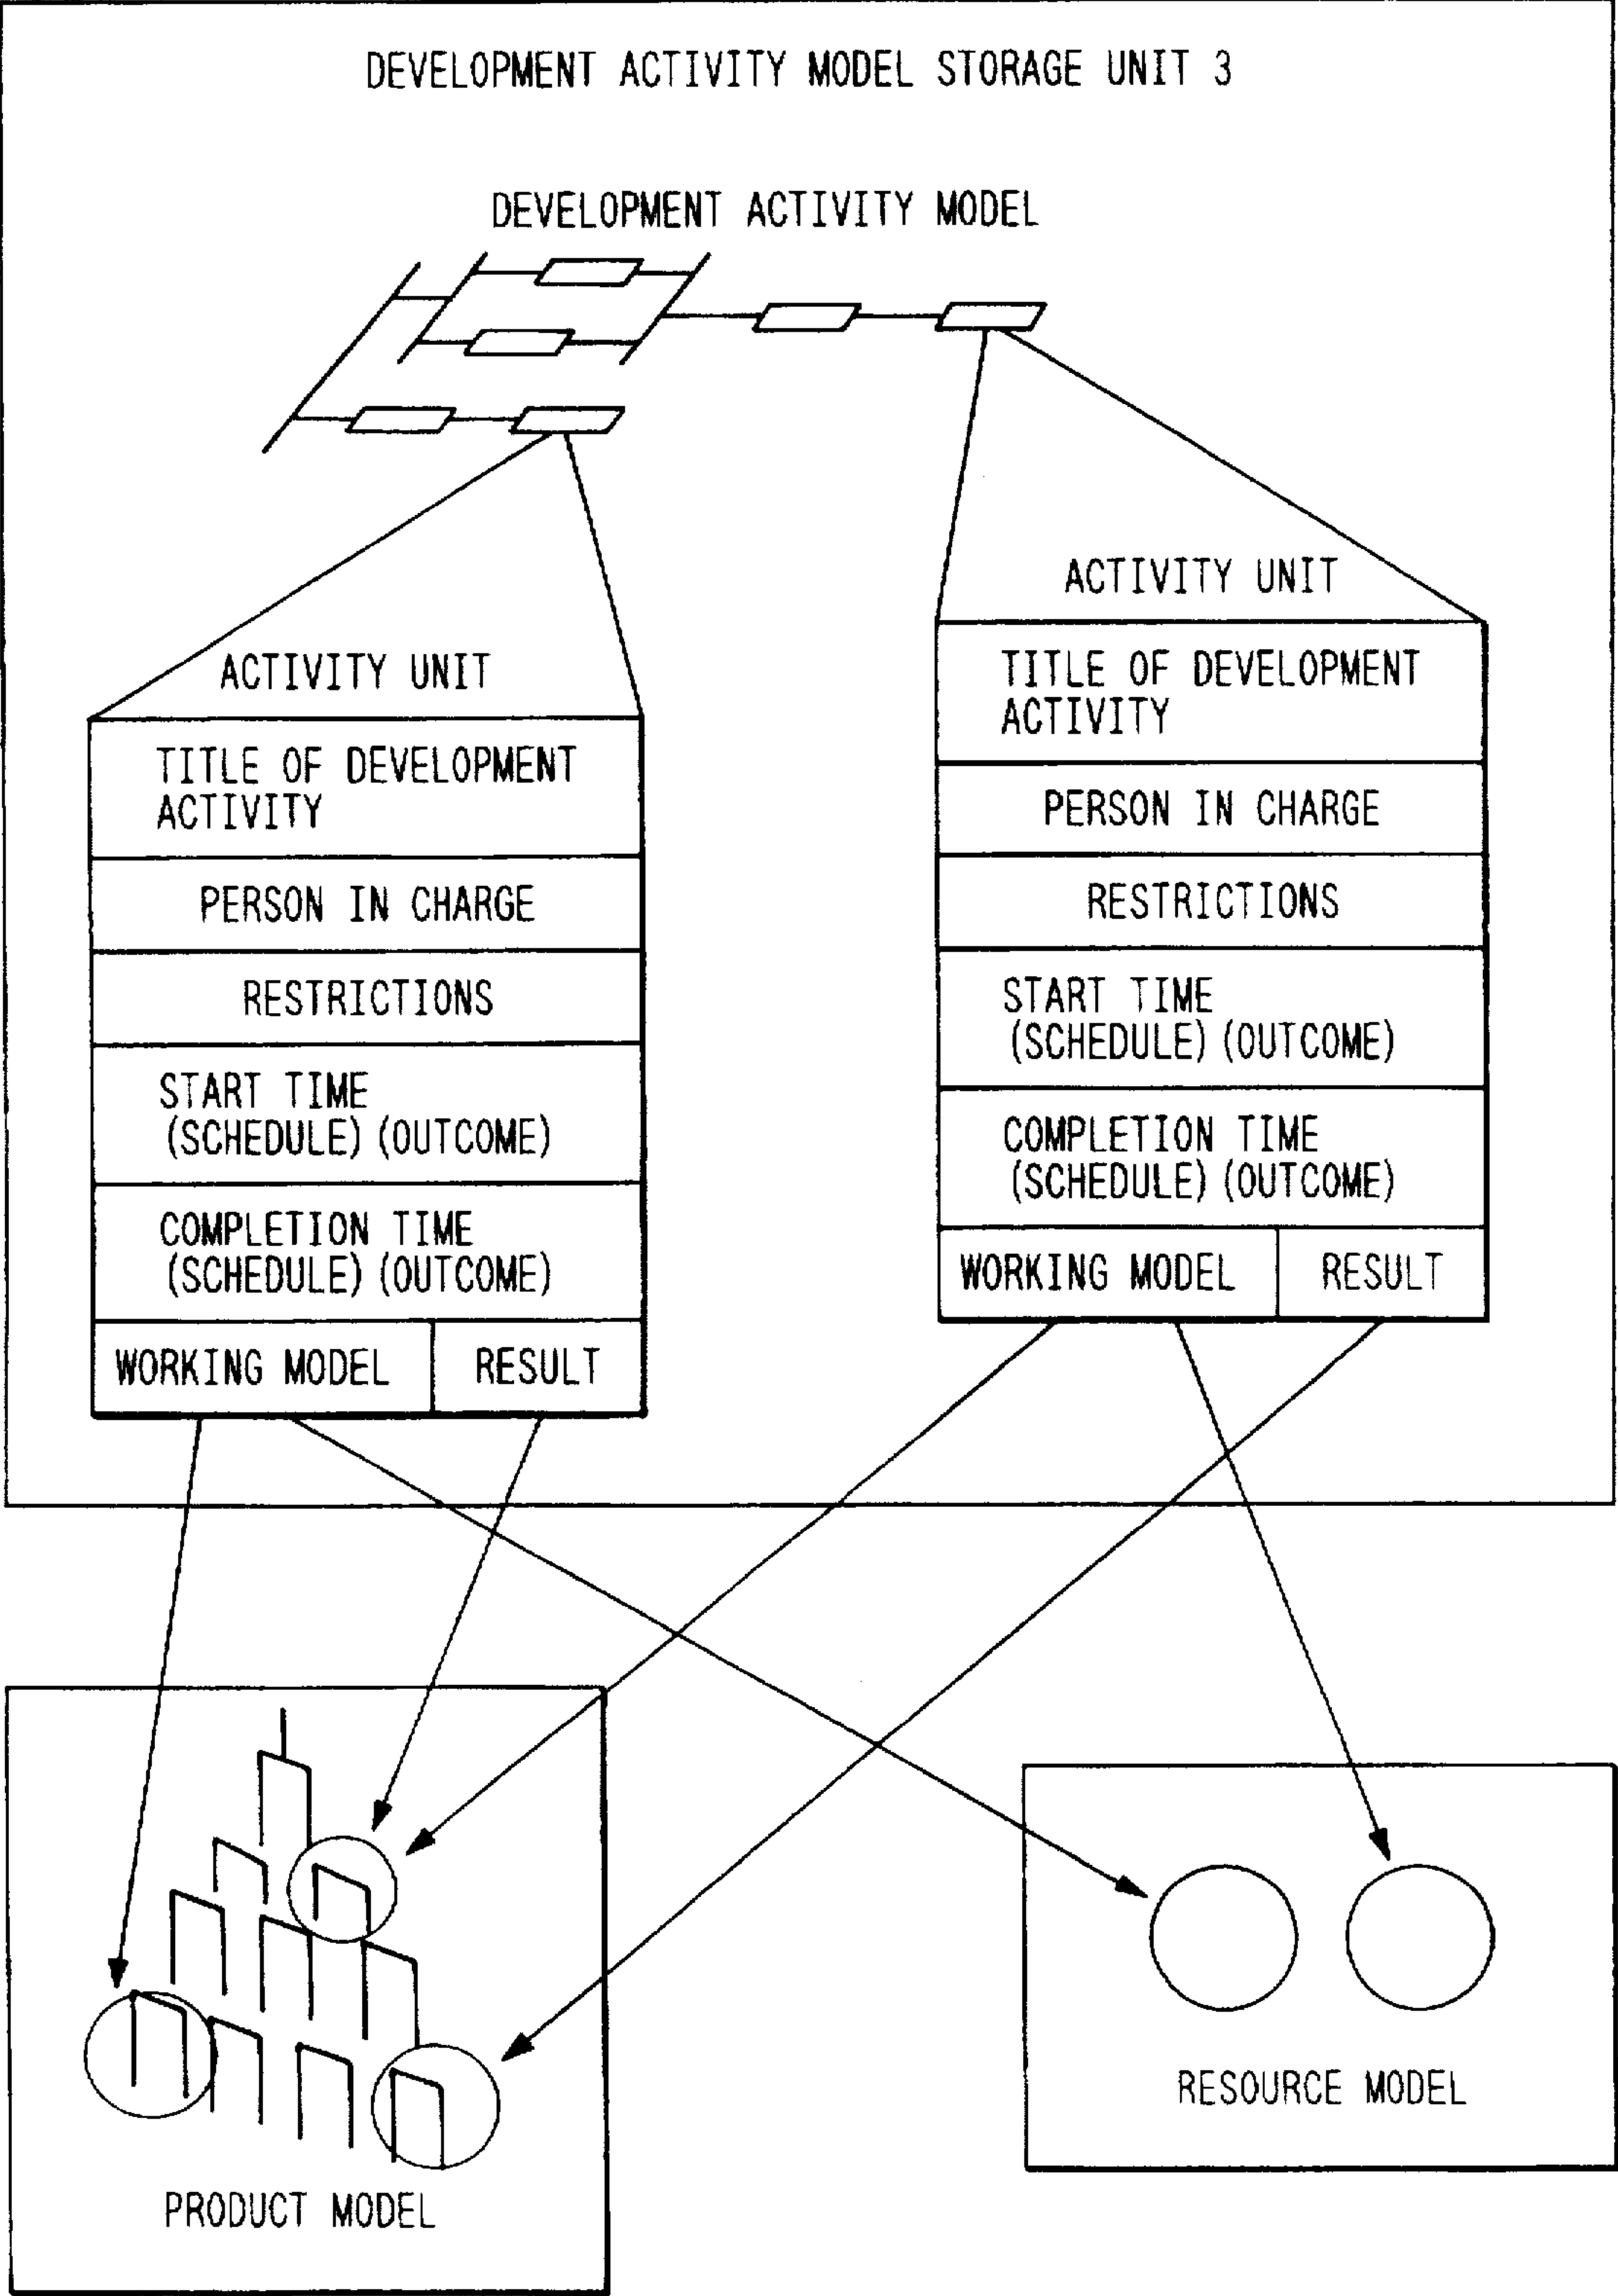 DEVELOPMENT ACTIVITY MODEL STORAGE UNIT 3
DEVELOPMENT ACTIVITY MODEL
ACTIVITY UNIT
TITLE OF DEVELOPMENT
ACTIVITY
PERSON IN CHARGE
RESTRICTIONS
START TIME
(SCHEDULE) (OUTCOME)
COMPLETION TIME
(SCHEDULE) (OUTCOME)
WORKING MODEL
RESULT
ACTIVITY UNIT
TITLE OF DEVELOPMENT
ACTIVITY
PERSON IN CHARGE
RESTRICTIONS
START TIME
(SCHEDULE) (OUTCOME)
COMPLETION TIME
(SCHEDULE) (OUTCOME)
WORKING MODEL
RESULT
PRODUCT MODEL
RESOURCE MODEL